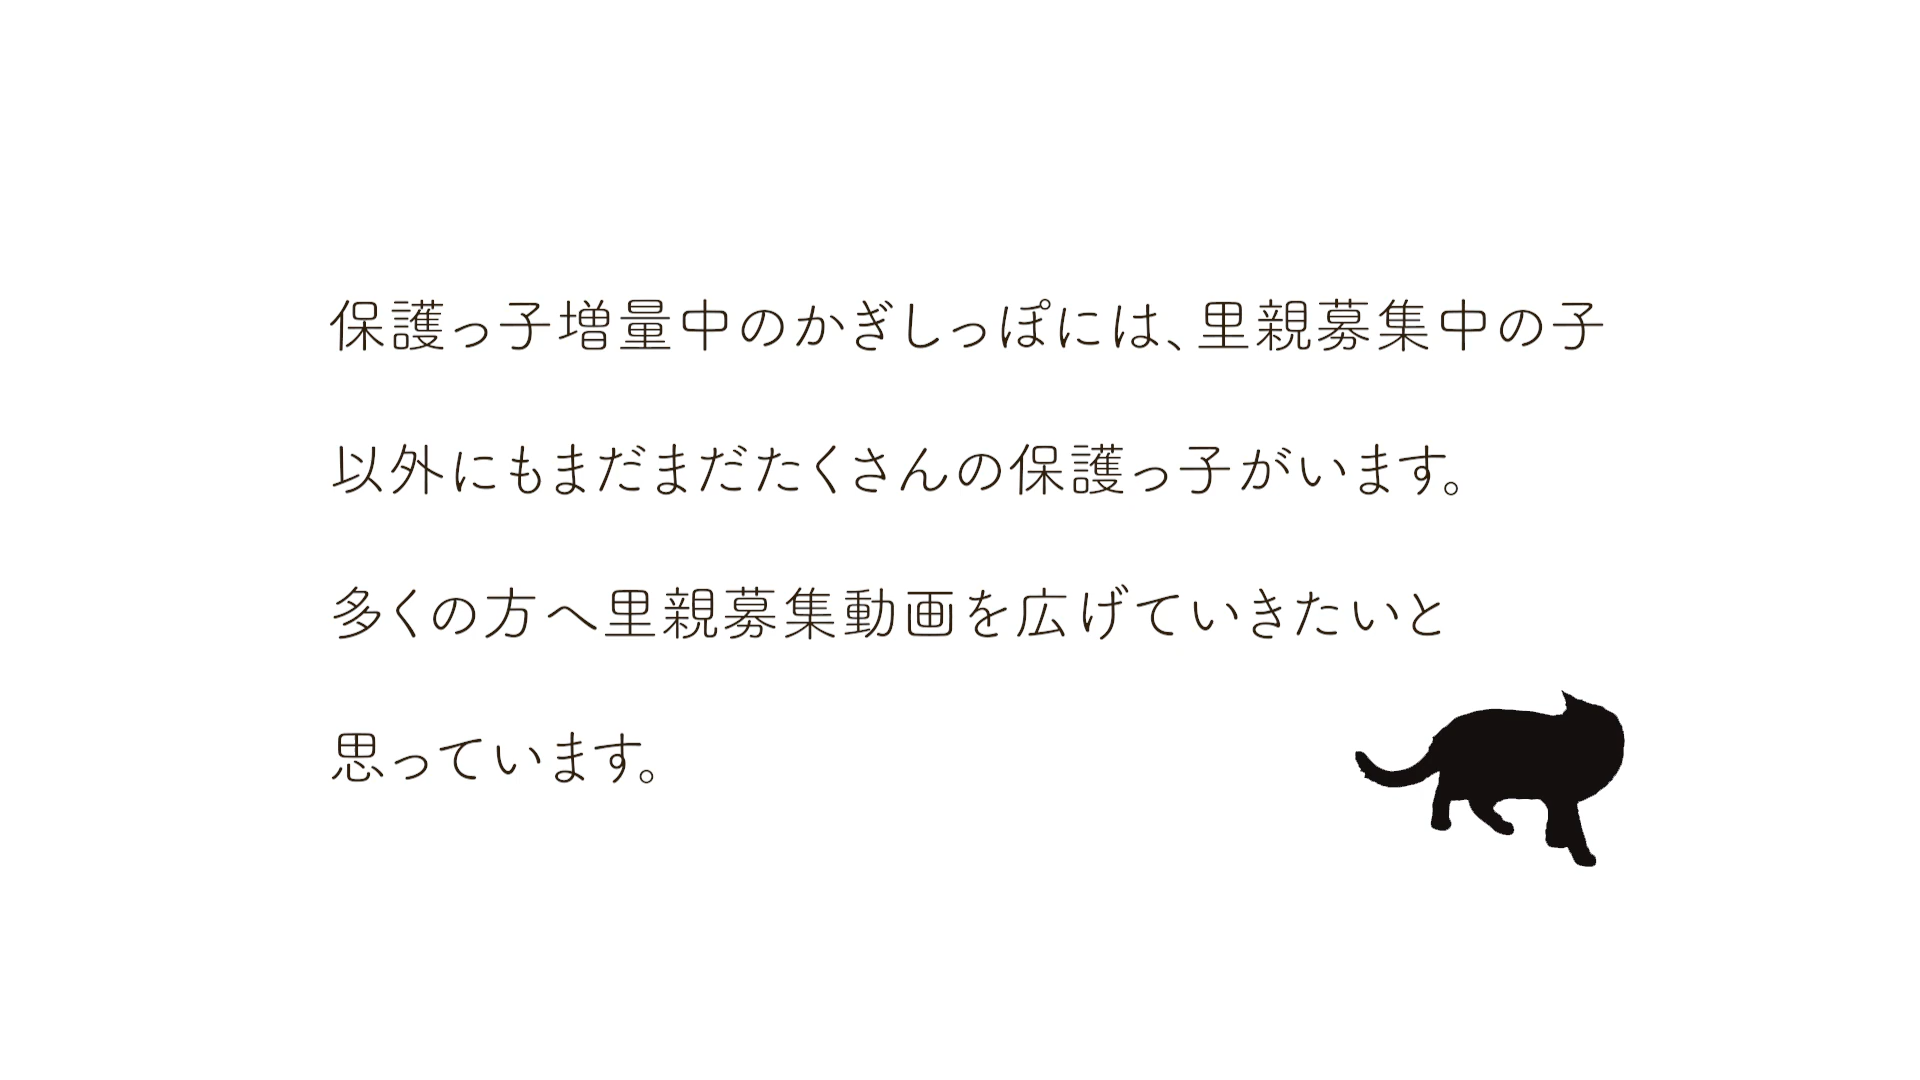 保護っ子増量中のかぎしっぽには、里親募集中の子
以外にもまだまだたくさんの保護っ子がいます。
多くの方へ里親募集動画を広げていきたいと
思っています。